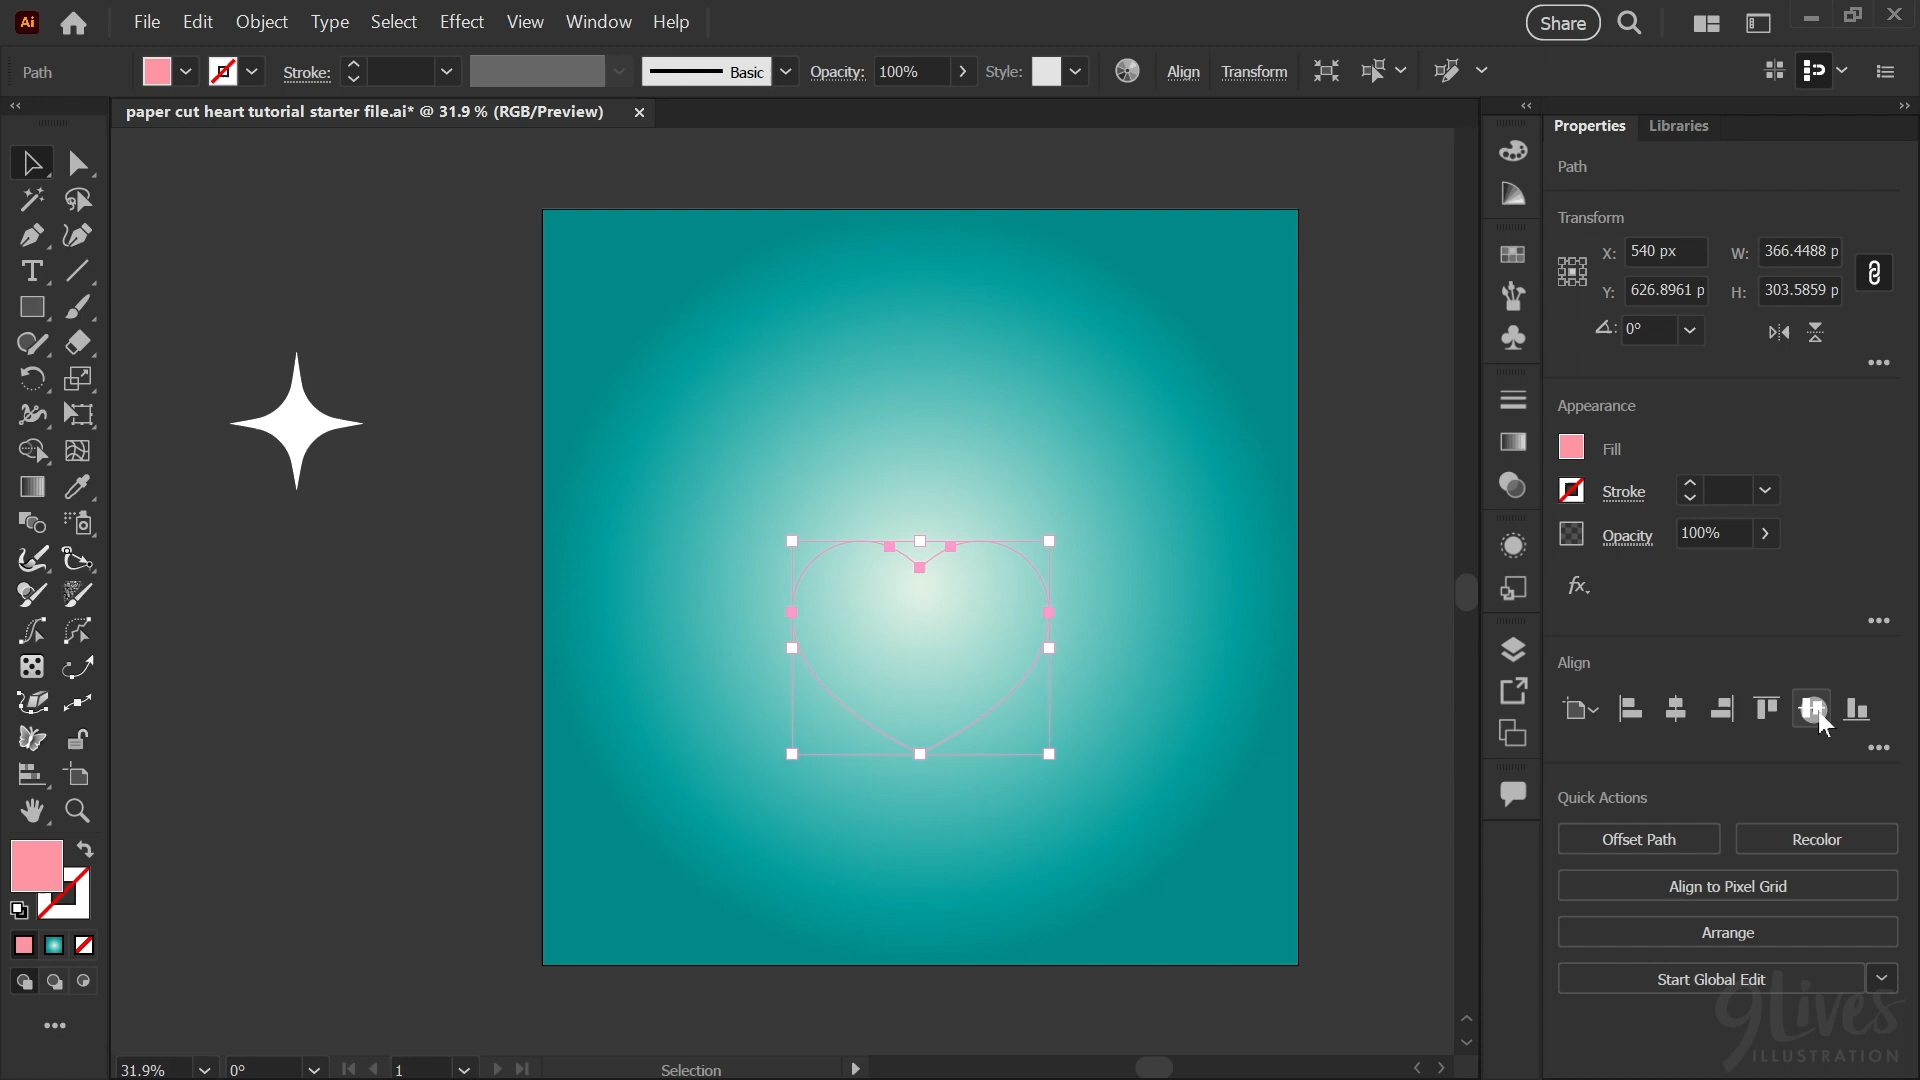 Ai File Edit Object Type Select Effect View Window Help Share
Path Stroke: Basic Opacity: 100% Style: Align Transform
paper cut heart tutorial starter file.ai* @ 31.9 % (RGB/Preview)
Properties Libraries
Path
Transform
X: 540 px W: 366.4488 p
Y: 626.8961 p H: 303.5859 p
0°
Appearance
Fill
Stroke
Opacity 100%
fx.
Align
Quick Actions
Offset Path Recolor
Align to Pixel Grid
Arrange
Start Global Edit
9Lives
ILLUSTRATION
31.9% 0° 1 Selection